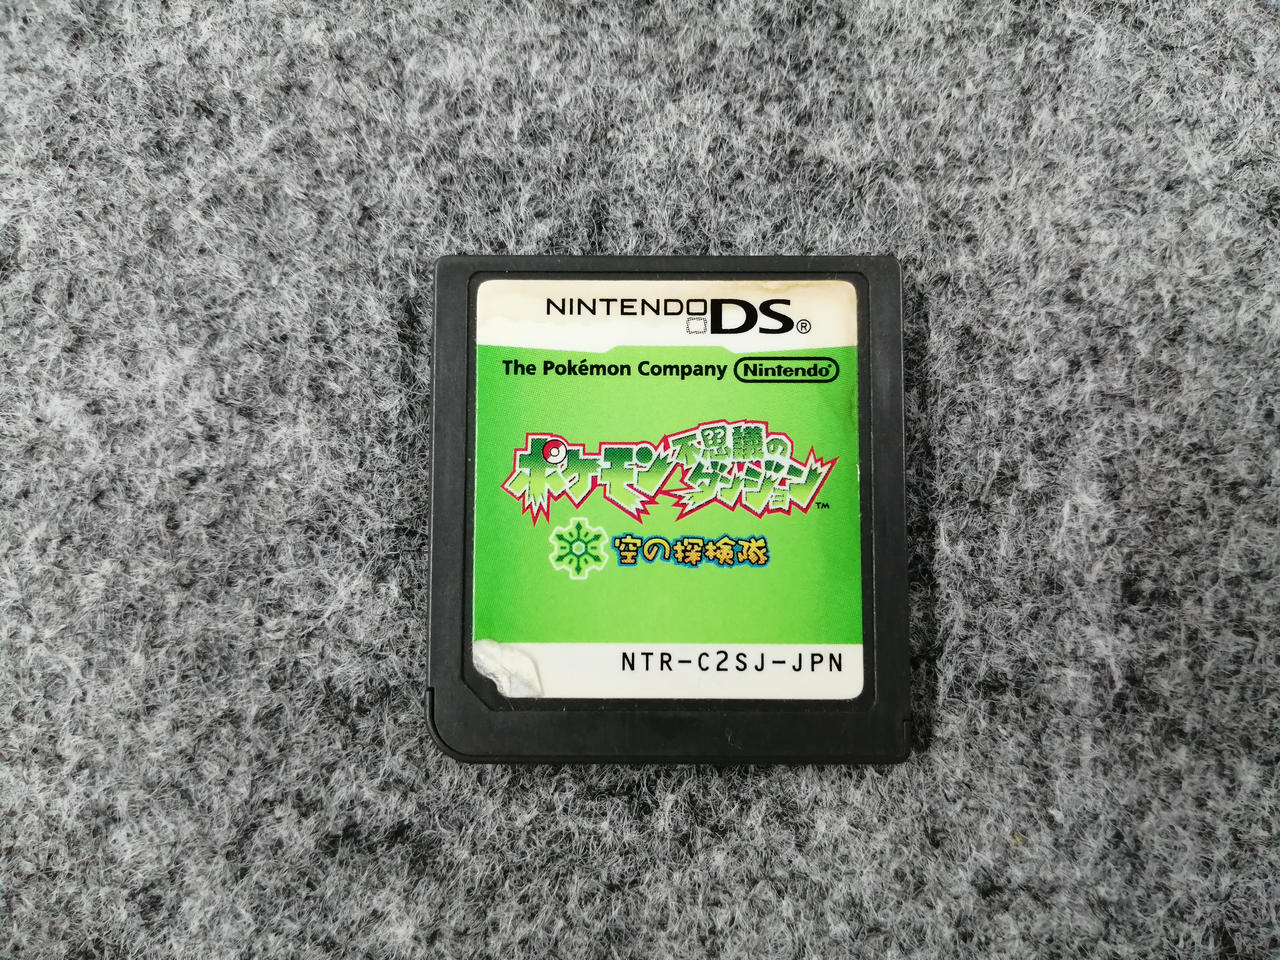 NINTENDO DS®
The Pokémon Company Nintendo®
ポケモン不思議のダンジョン™
空の探検隊
NTR-C2SJ-JPN